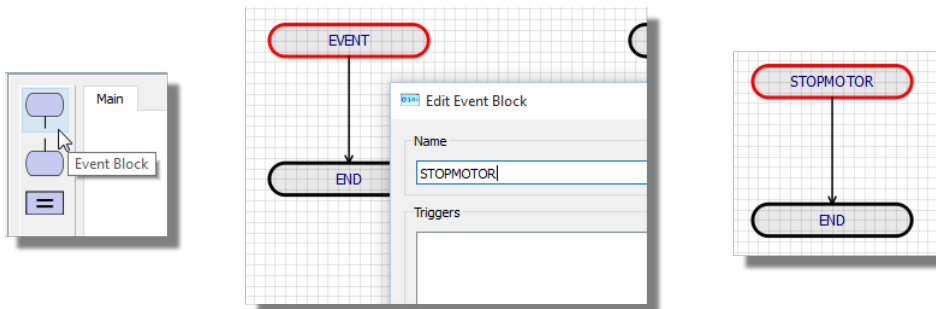 Main
Event Block
EVENT
END
Edit Event Block
Name
STOPMOTOR
Triggers
STOPMOTOR
END